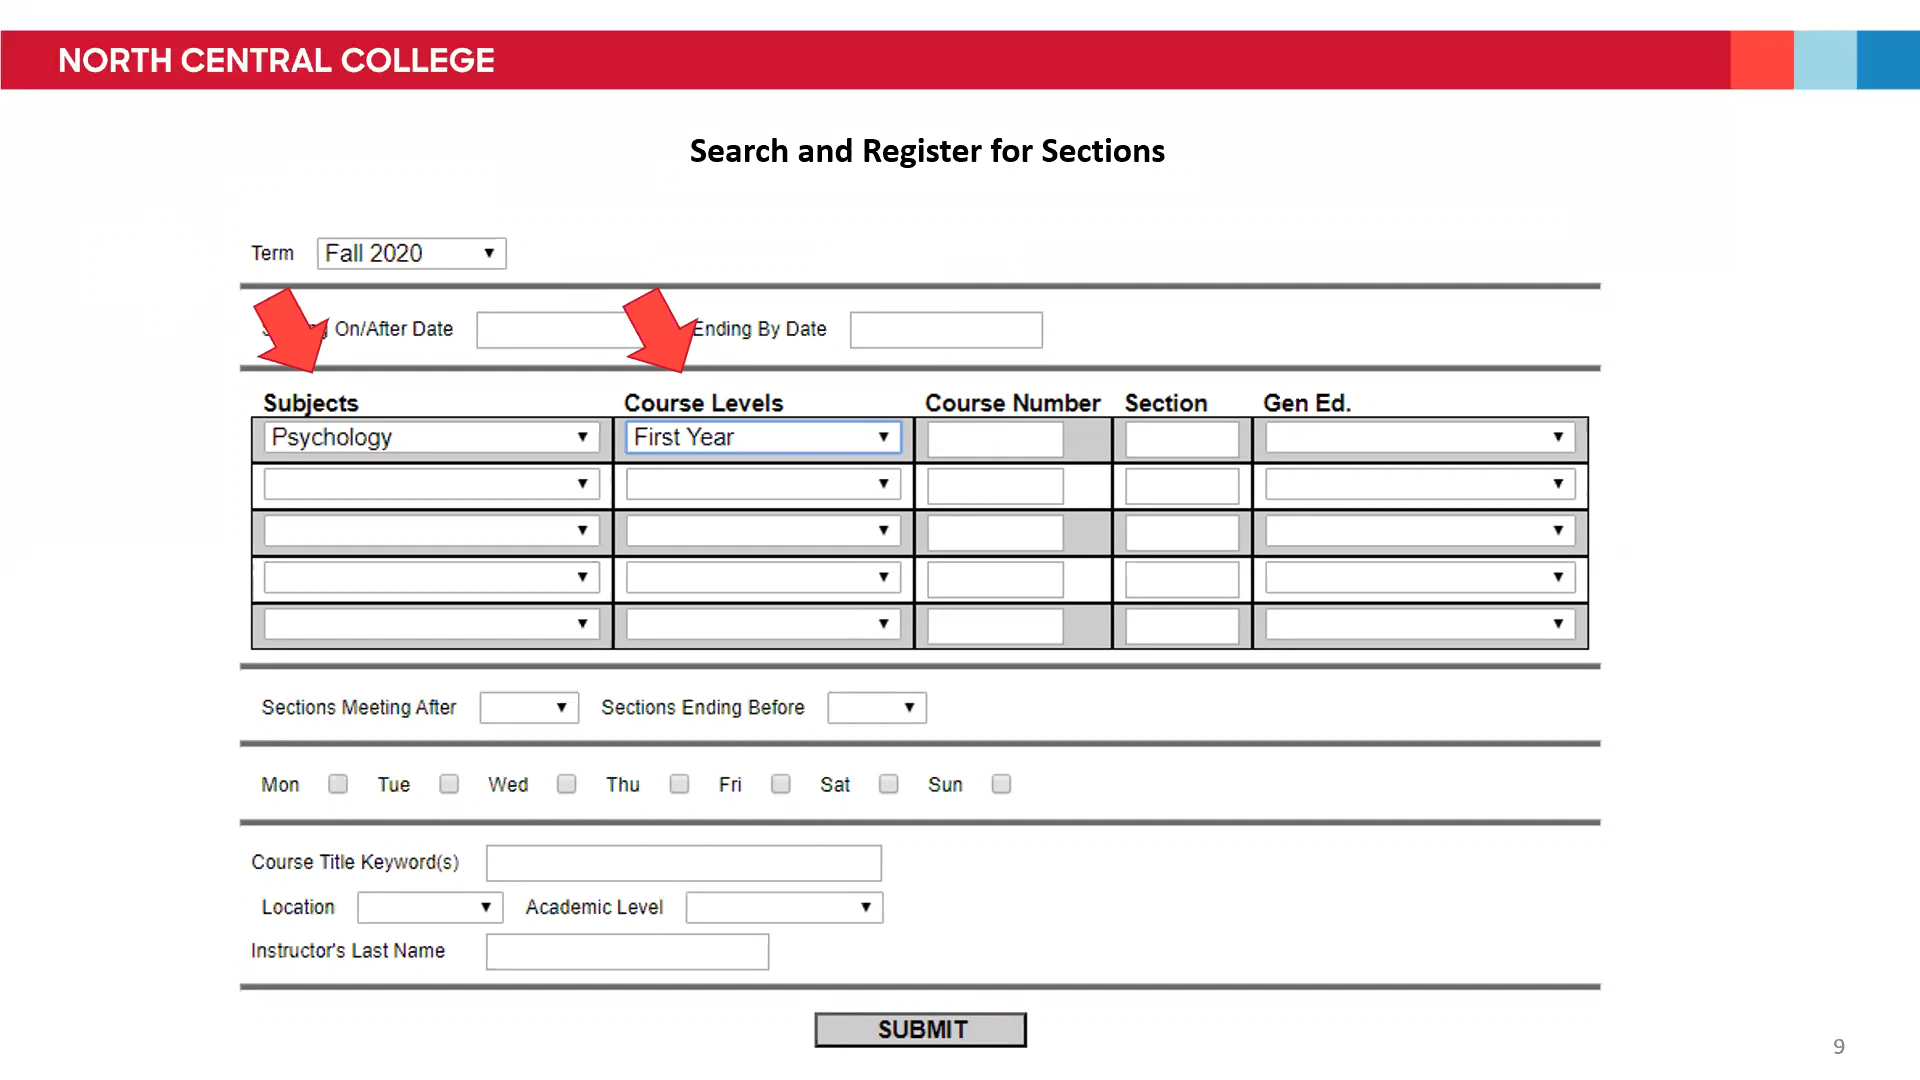 NORTH CENTRAL COLLEGE
Search and Register for Sections
Term Fall 2020
On/After Date Ending By Date
Subjects Course Levels Course Number Section Gen Ed.
Psychology First Year
Sections Meeting After Sections Ending Before
Mon Tue Wed Thu Fri Sat Sun
Course Title Keyword(s)
Location Academic Level
Instructor's Last Name
SUBMIT
9